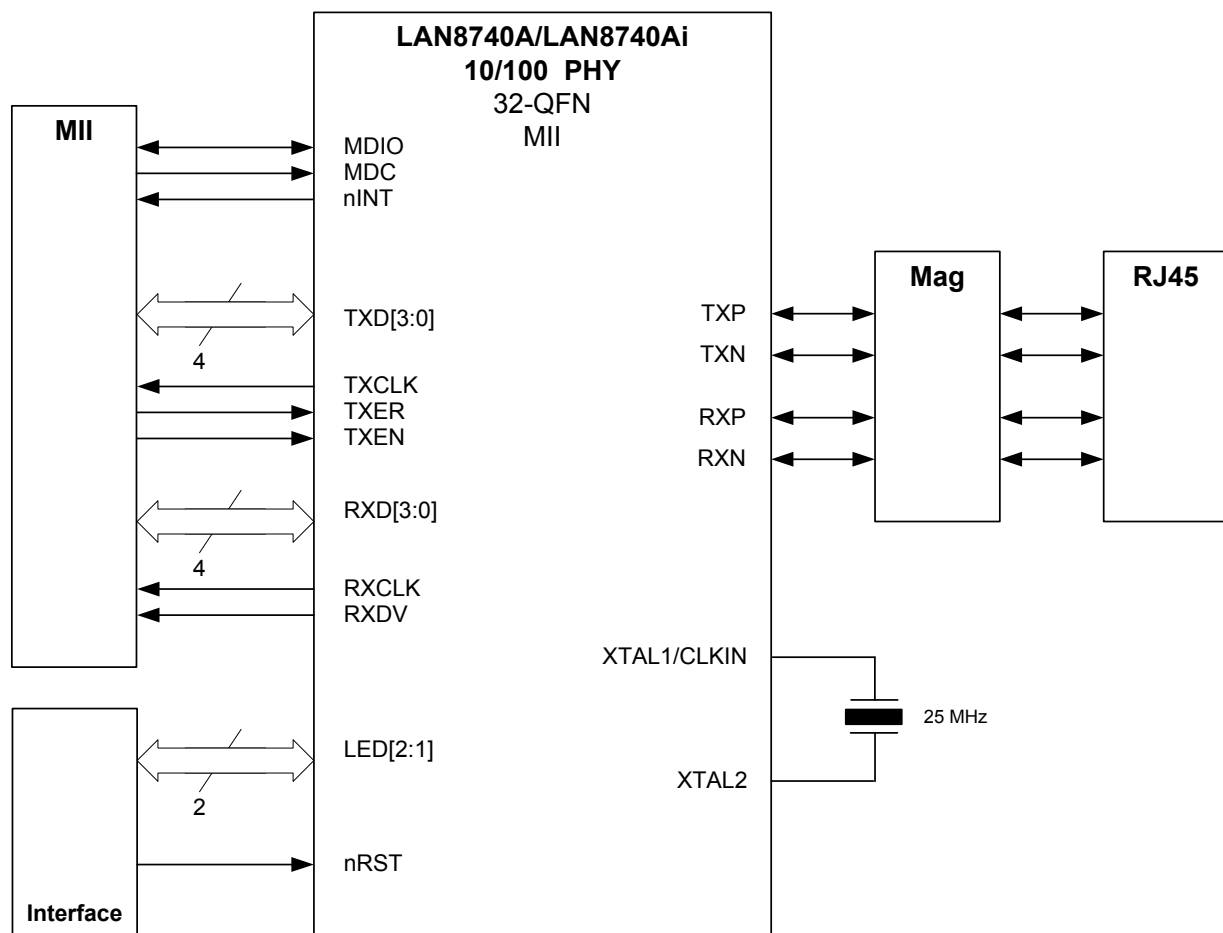 LAN8740A/LAN8740Ai
10/100 PHY
32-QFN
MII
MII
MDIO
MDC
nINT
TXD[3:0]
4
TXCLK
TXER
TXEN
RXD[3:0]
4
RXCLK
RXDV
LED[2:1]
2
nRST
Interface
TXP
TXN
RXP
RXN
Mag
RJ45
XTAL1/CLKIN
25 MHz
XTAL2